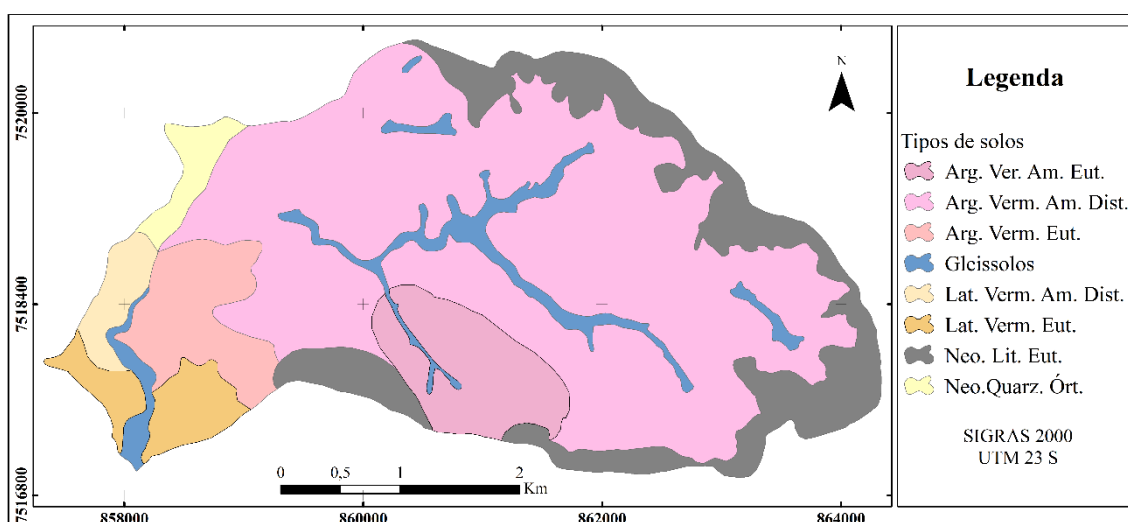 7520000
7518400
7516800
858000
860000
862000
864000
N
0 0,5 1 2
Km
Legenda
Tipos de solos
Arg. Ver. Am. Eut.
Arg. Verm. Am. Dist.
Arg. Verm. Eut.
Gleissolos
Lat. Verm. Am. Dist.
Lat. Verm. Eut.
Neo. Lit. Eut.
Neo.Quarz. Órt.
SIGRAS 2000
UTM 23 S